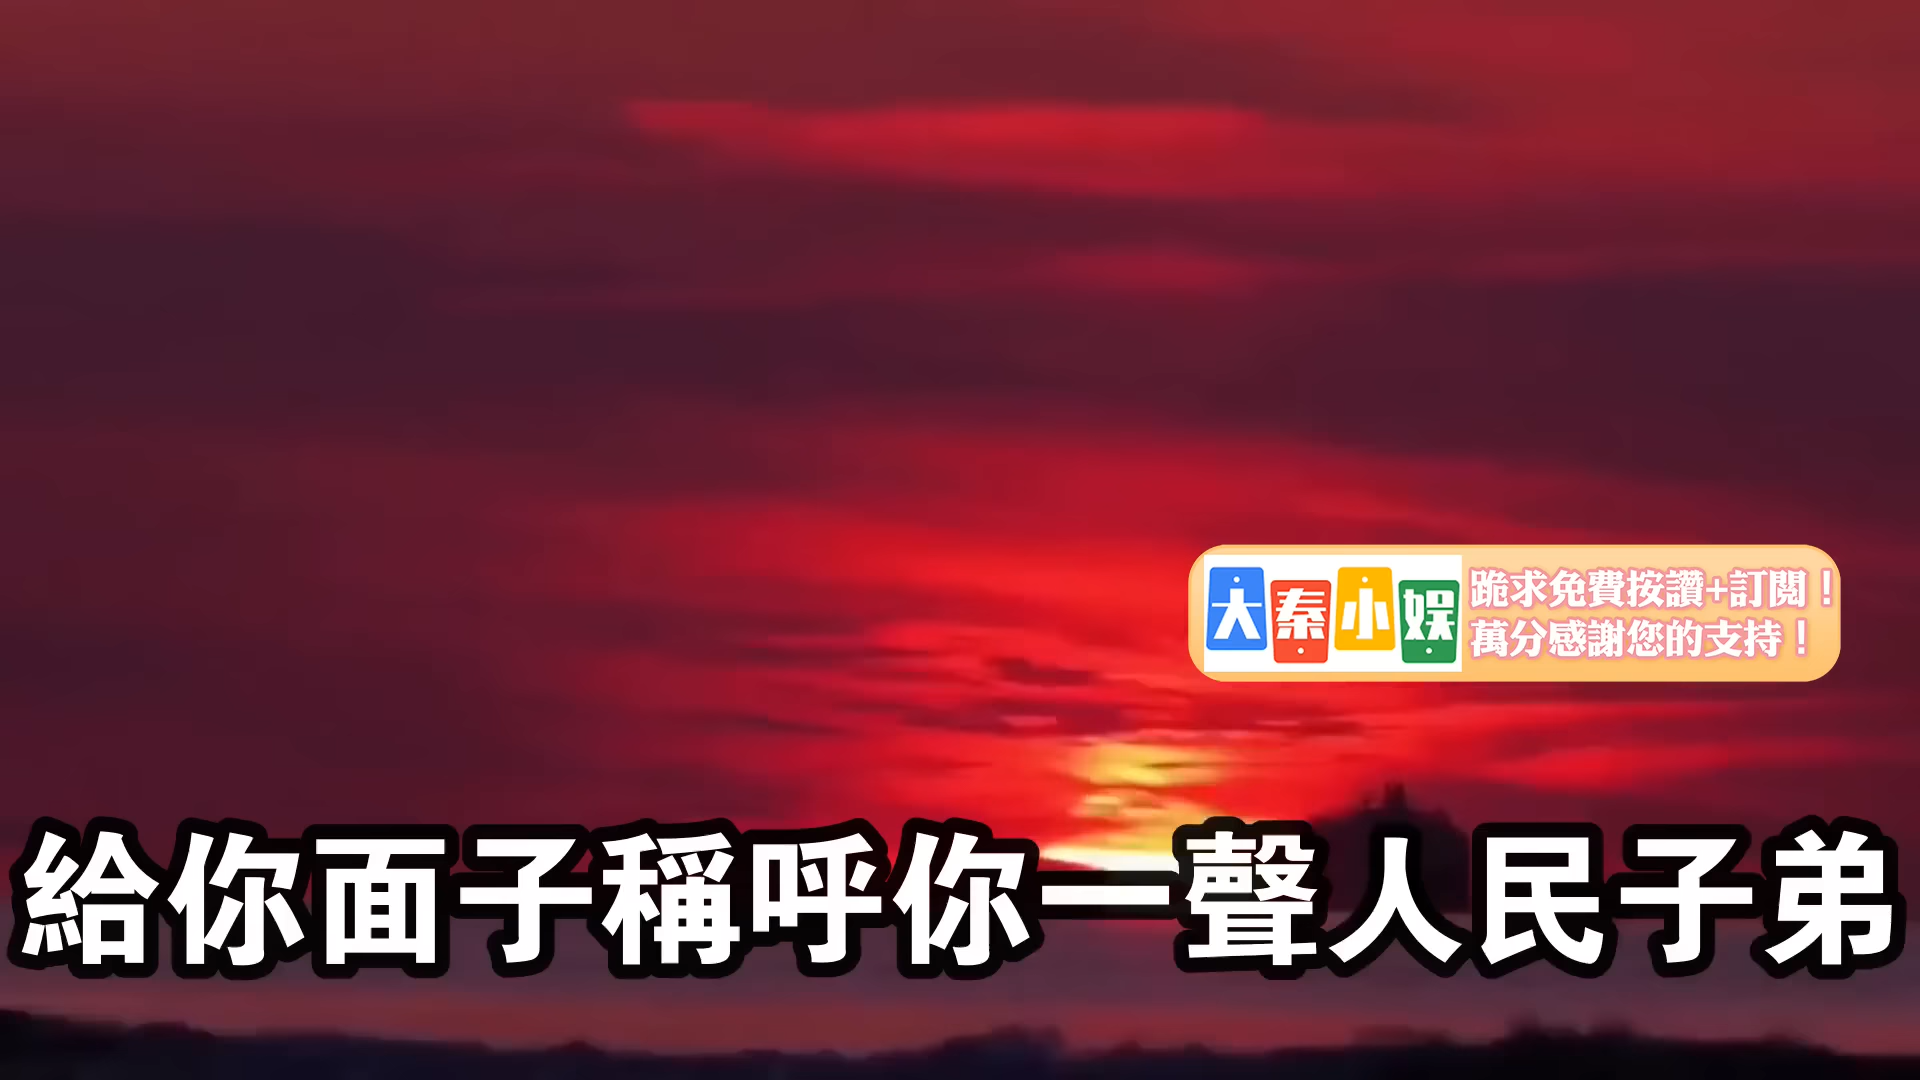 大秦小娱
跪求免費按讚+訂閱！
萬分感謝您的支持！
給你面子稱呼你一聲人民子弟